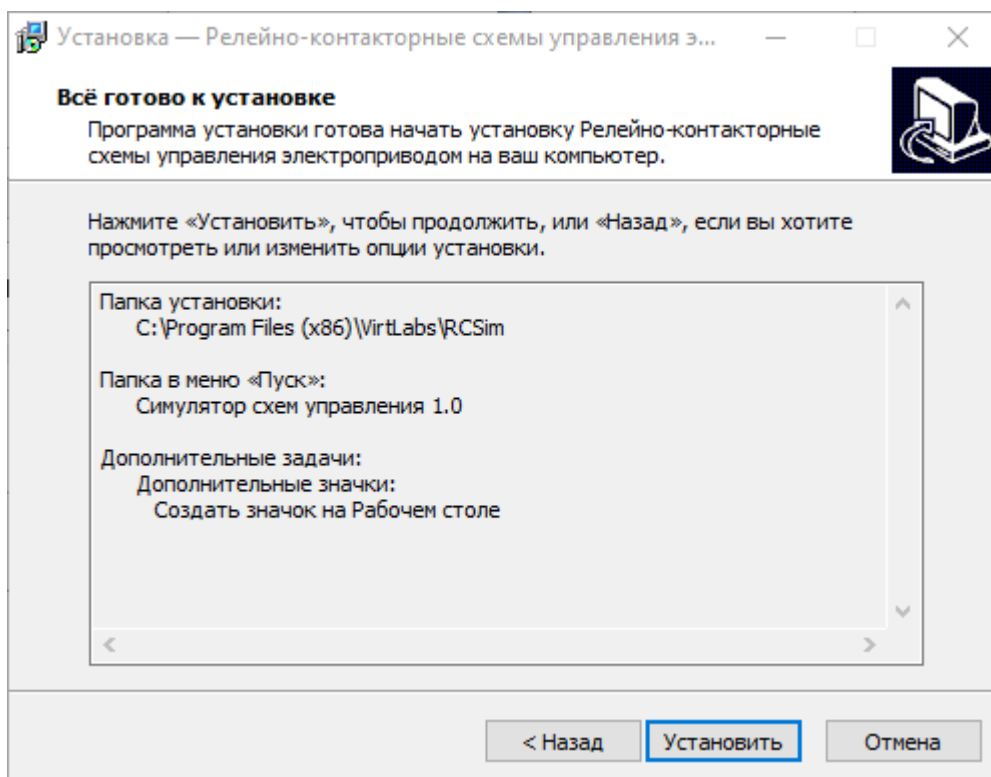 Установка — Релейно-контакторные схемы управления э...
Всё готово к установке
Программа установки готова начать установку Релейно-контакторные
схемы управления электроприводом на ваш компьютер.
Нажмите «Установить», чтобы продолжить, или «Назад», если вы хотите
просмотреть или изменить опции установки.
Папка установки:
C:\Program Files (x86)\VirtLabs\RCSim
Папка в меню «Пуск»:
Симулятор схем управления 1.0
Дополнительные задачи:
Дополнительные значки:
Создать значок на Рабочем столе
< Назад
Установить
Отмена